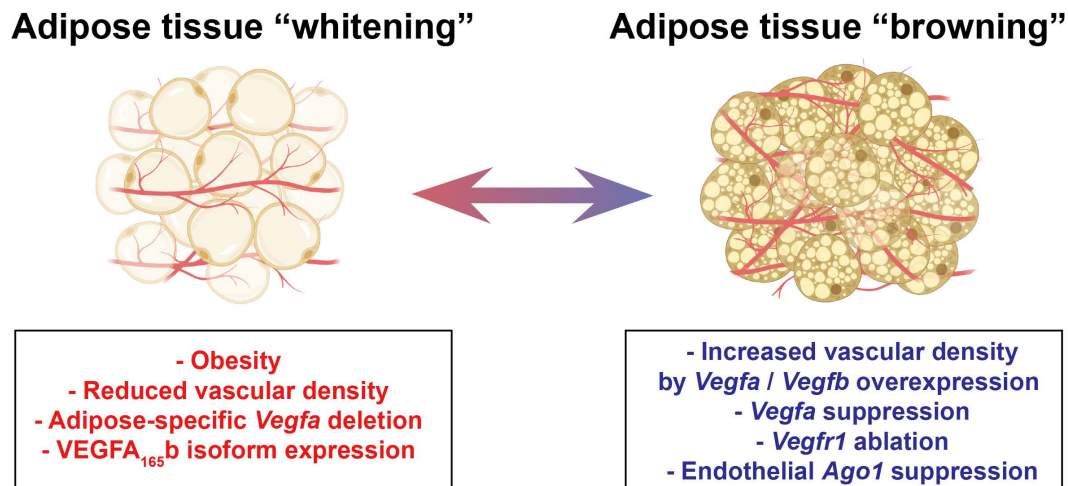 Adipose tissue “whitening”
Adipose tissue “browning”
- Obesity
- Reduced vascular density
- Adipose-specific Vegfa deletion
- VEGFA165b isoform expression
- Increased vascular density
by Vegfa / Vegfb overexpression
- Vegfa suppression
- Vegfr1 ablation
- Endothelial Ago1 suppression